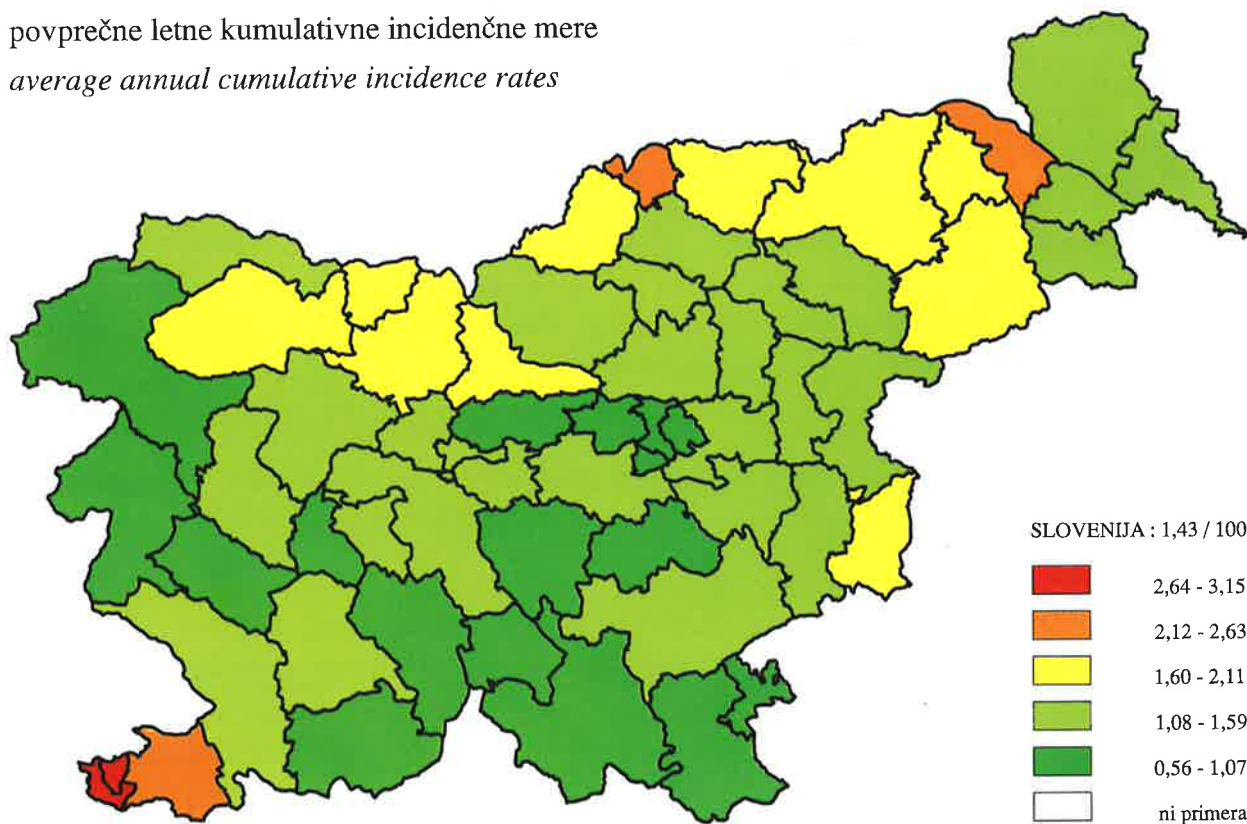 povprečne letne kumulativne incidenčne mere
average annual cumulative incidence rates
SLOVENIJA : 1,43 / 100
2,64 - 3,15
2,12 - 2,63
1,60 - 2,11
1,08 - 1,59
0,56 - 1,07
ni primera